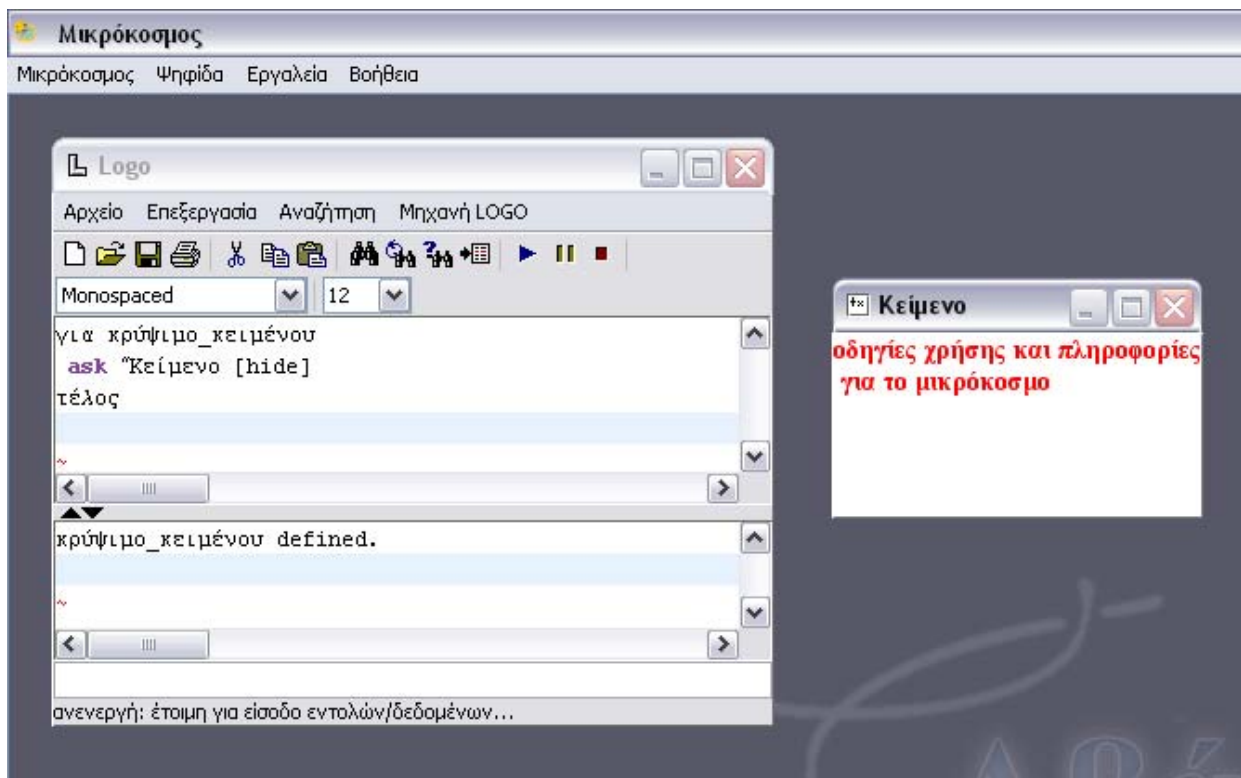 Μικρόκοσμος
Μικρόκοσμος Ψηφίδα Εργαλεία Βοήθεια
Logo
Αρχείο Επεξεργασία Αναζήτηση Μηχανή LOGO
Monospaced 12
για κρύψιμο_κειμένου
ask "Κείμενο [hide]
τέλος
~
κρύψιμο_κειμένου defined.
~
ανενεργή: έτοιμη για είσοδο εντολών/δεδομένων...
Κείμενο
οδηγίες χρήσης και πληροφορίες
για το μικρόκοσμο